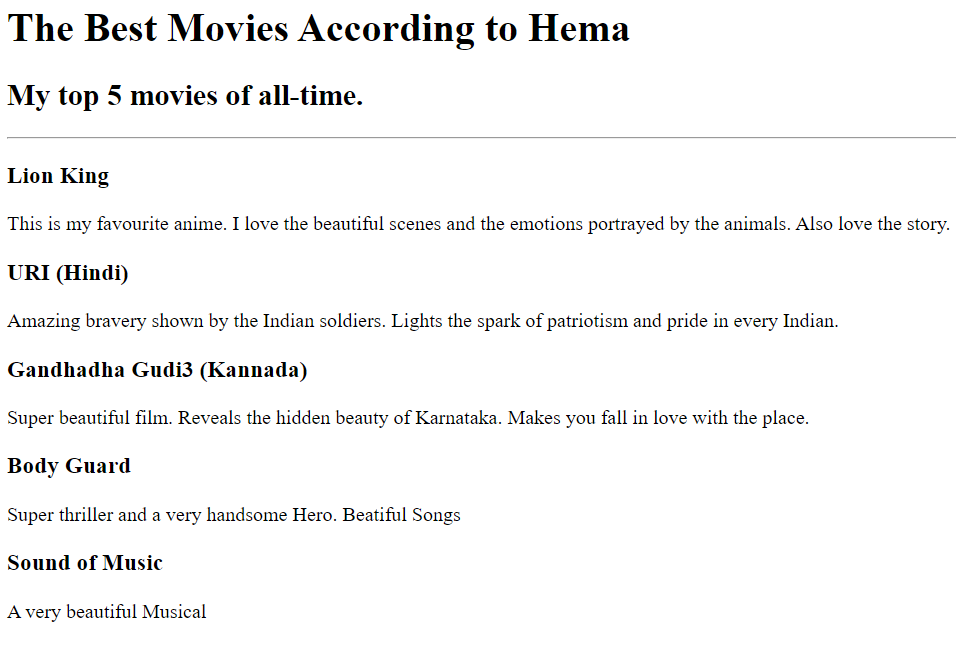 The Best Movies According to Hema
My top 5 movies of all-time.
Lion King
This is my favourite anime. I love the beautiful scenes and the emotions portrayed by the animals. Also love the story.
URI (Hindi)
Amazing bravery shown by the Indian soldiers. Lights the spark of patriotism and pride in every Indian.
Gandhadha Gudi3 (Kannada)
Super beautiful film. Reveals the hidden beauty of Karnataka. Makes you fall in love with the place.
Body Guard
Super thriller and a very handsome Hero. Beatiful Songs
Sound of Music
A very beautiful Musical